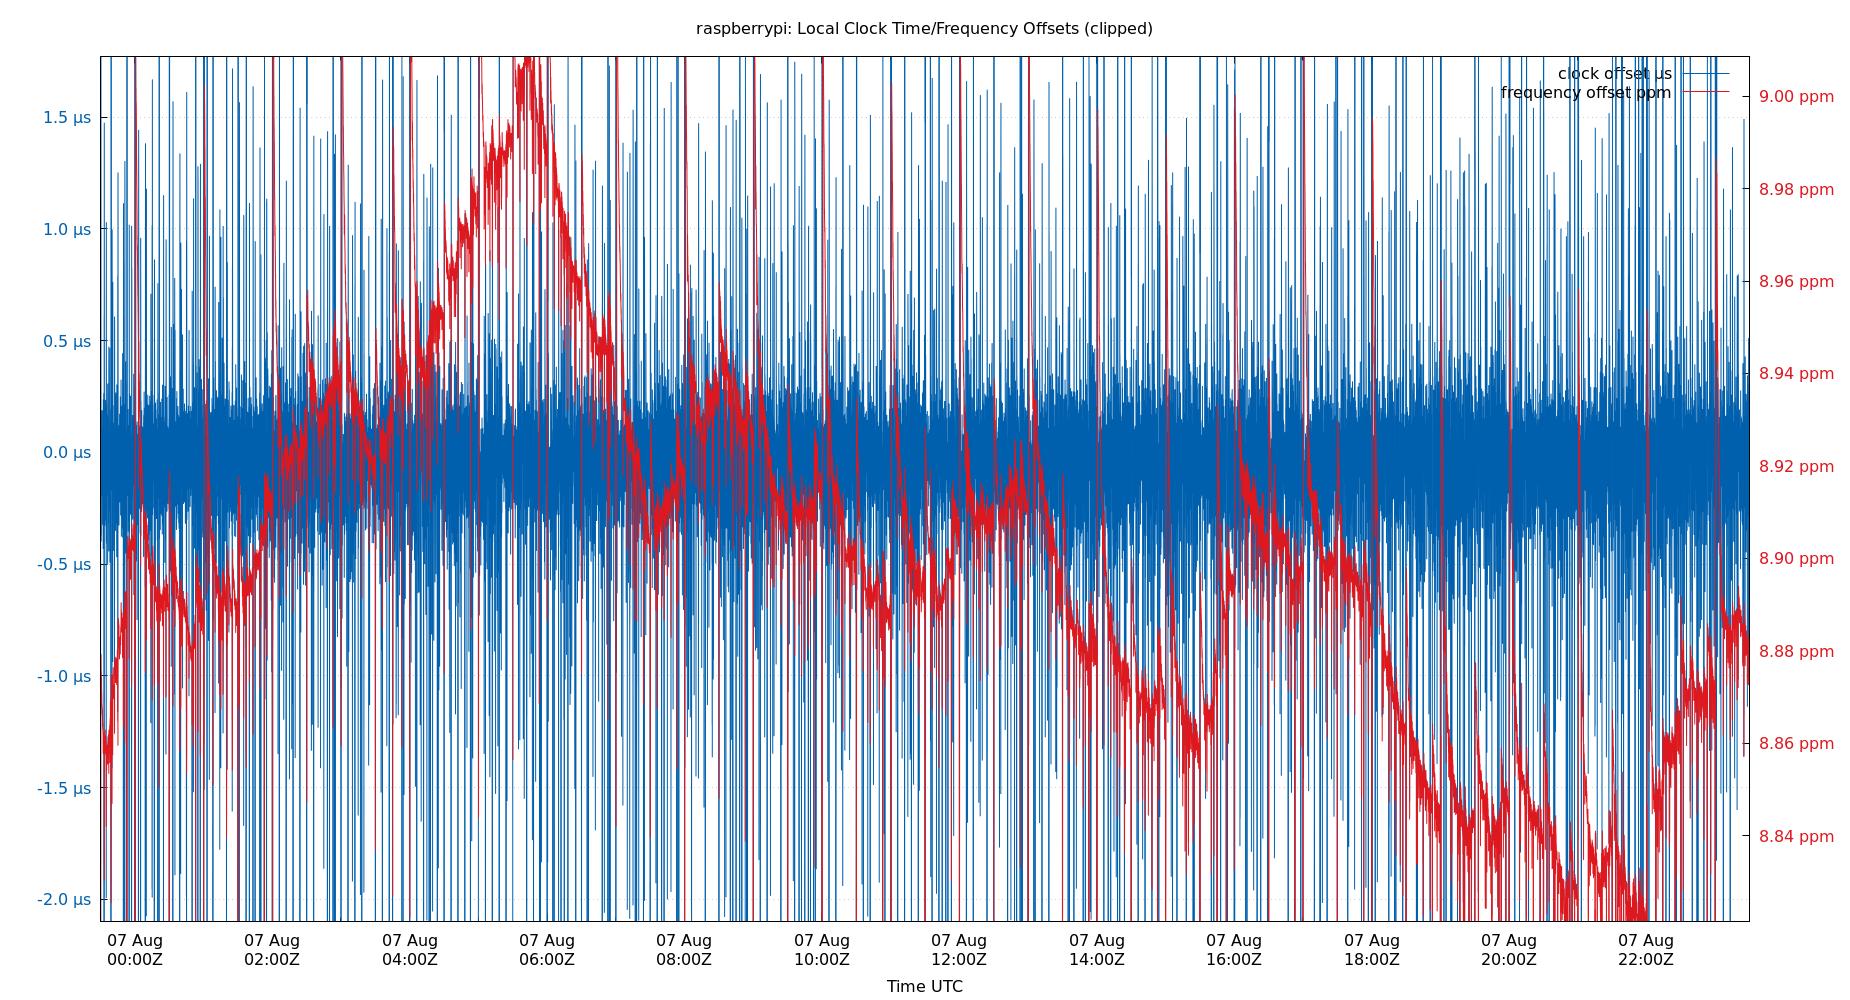 raspberrypi: Local Clock Time/Frequency Offsets (clipped)
clock offset µs
frequency offset ppm
1.5 µs
1.0 µs
0.5 µs
0.0 µs
-0.5 µs
-1.0 µs
-1.5 µs
-2.0 µs
9.00 ppm
8.98 ppm
8.96 ppm
8.94 ppm
8.92 ppm
8.90 ppm
8.88 ppm
8.86 ppm
8.84 ppm
07 Aug 07 Aug 07 Aug 07 Aug 07 Aug 07 Aug 07 Aug 07 Aug 07 Aug 07 Aug 07 Aug 07 Aug
00:00Z 02:00Z 04:00Z 06:00Z 08:00Z 10:00Z 12:00Z 14:00Z 16:00Z 18:00Z 20:00Z 22:00Z
Time UTC